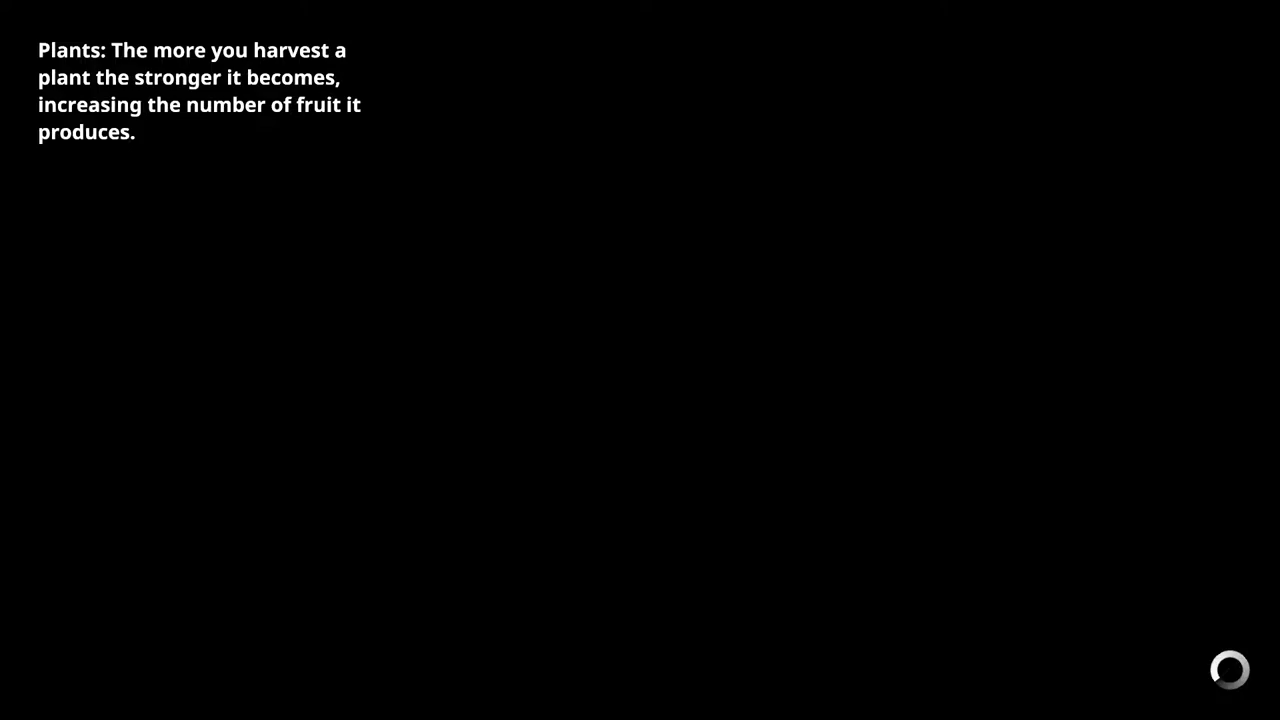 Plants: The more you harvest a
plant the stronger it becomes,
increasing the number of fruit it
produces.